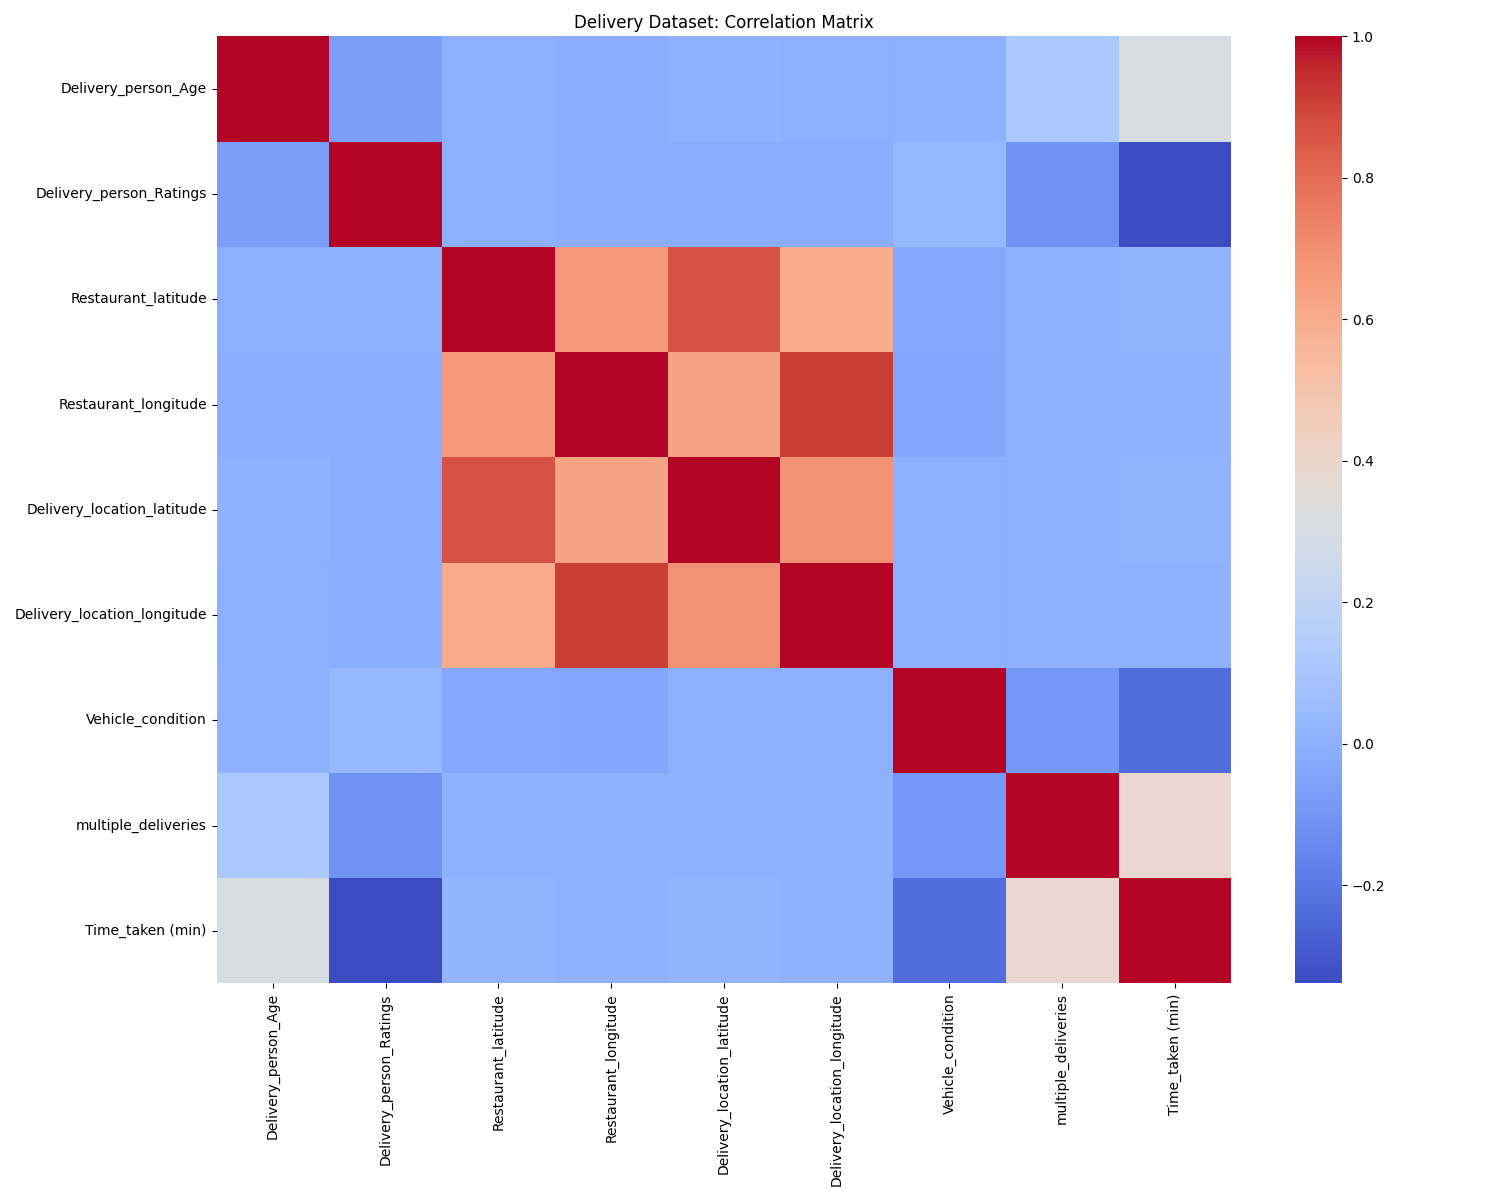 Delivery Dataset: Correlation Matrix
Delivery_person_Age
Delivery_person_Ratings
Restaurant_latitude
Restaurant_longitude
Delivery_location_latitude
Delivery_location_longitude
Vehicle_condition
multiple_deliveries
Time_taken (min)
Delivery_person_Age
Delivery_person_Ratings
Restaurant_latitude
Restaurant_longitude
Delivery_location_latitude
Delivery_location_longitude
Vehicle_condition
multiple_deliveries
Time_taken (min)
1.0
0.8
0.6
0.4
0.2
0.0
−0.2